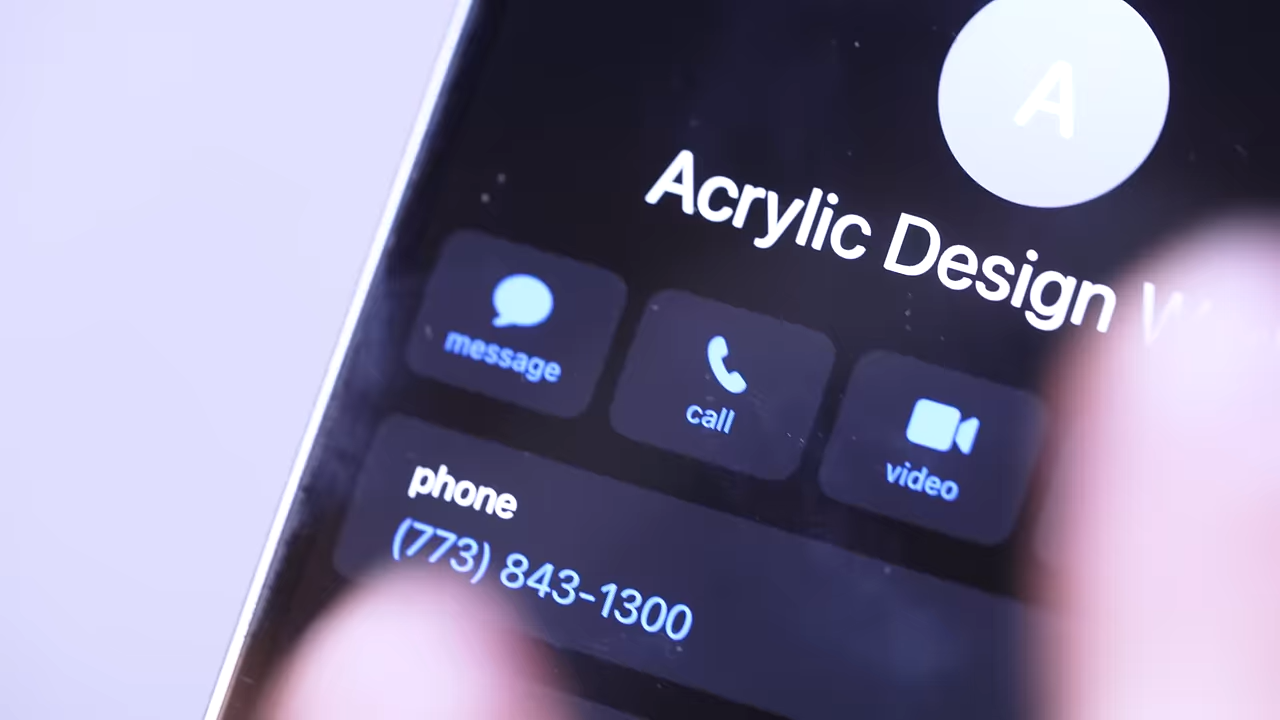 A
Acrylic Design
message
call
video
phone
(773) 843-1300